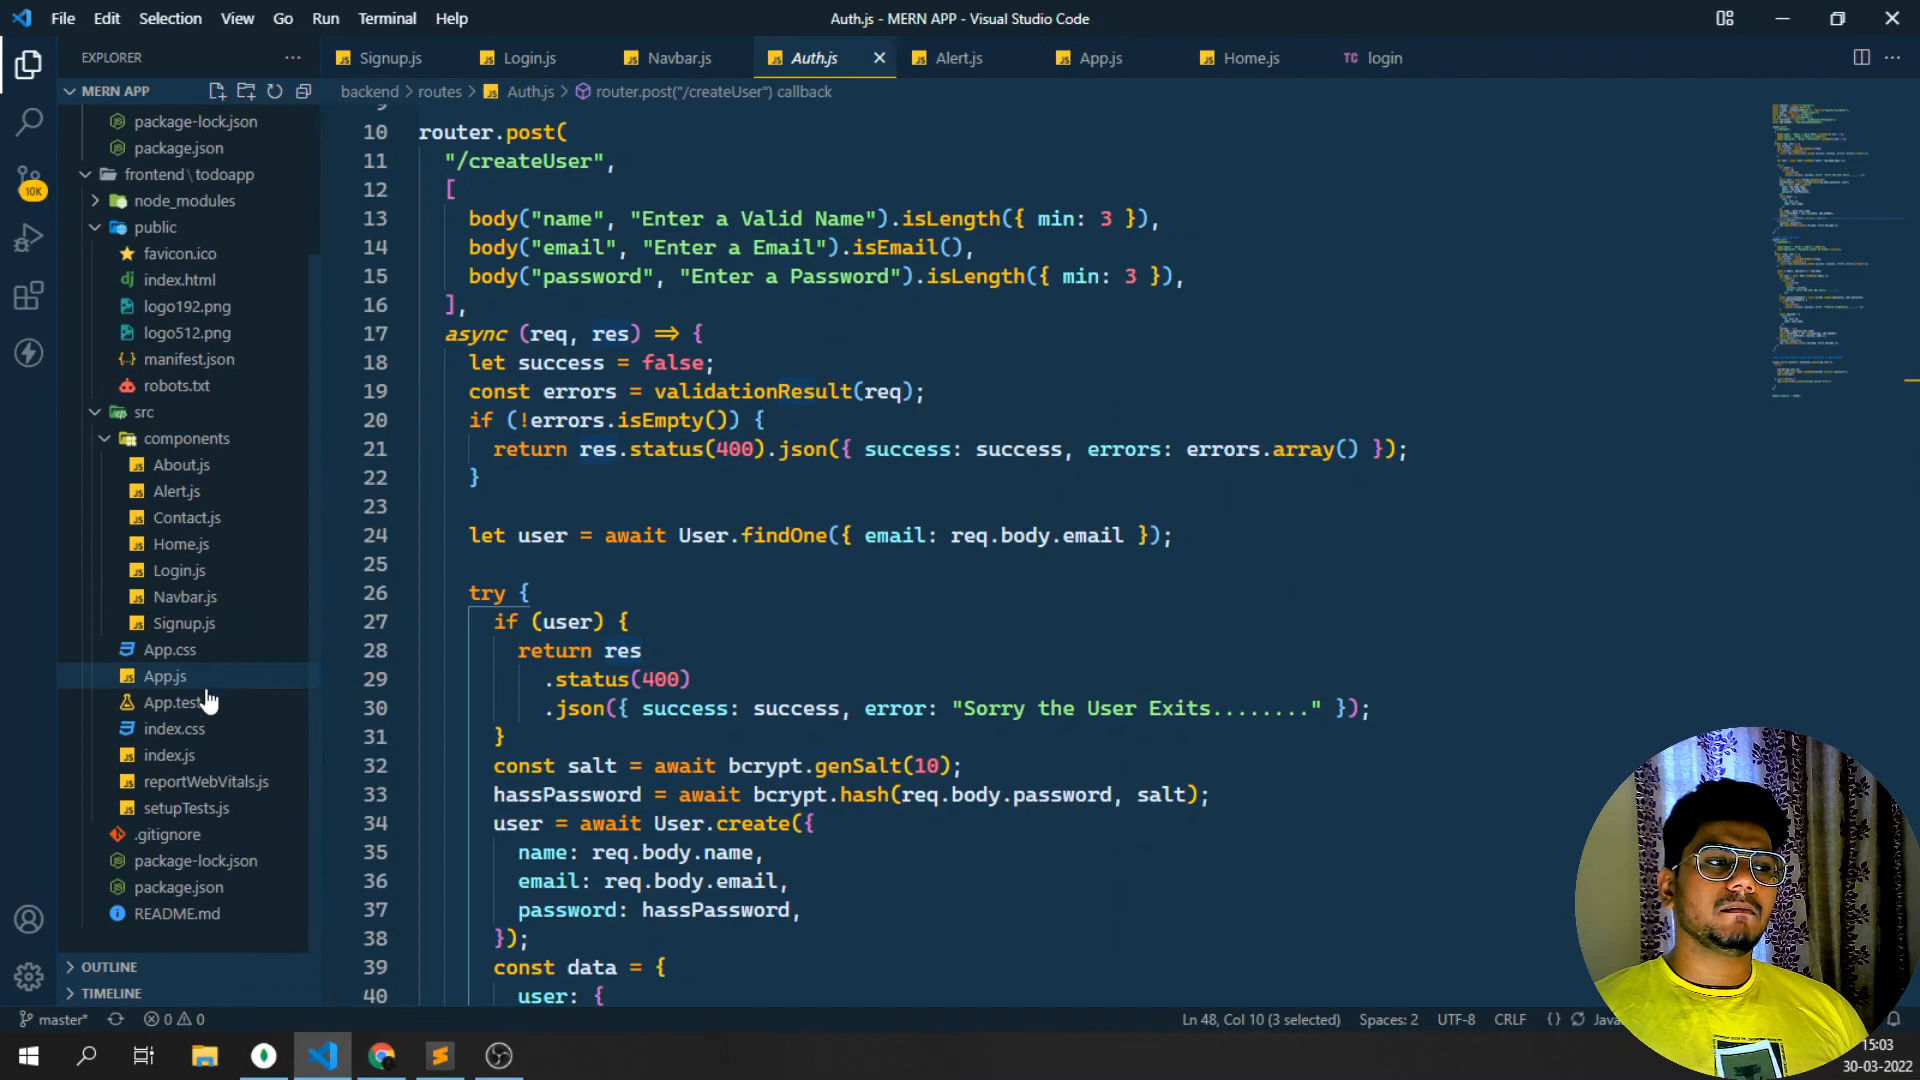 File Edit Selection View Go Run Terminal Help
Auth.js - MERN APP - Visual Studio Code
EXPLORER
Signup.js Login.js Navbar.js Auth.js Alert.js App.js Home.js TC login
MERN APP
backend > routes > Auth.js > router.post("/createUser") callback
package-lock.json
package.json
frontend \ todoapp
node_modules
public
favicon.ico
index.html
logo192.png
logo512.png
manifest.json
robots.txt
src
components
About.js
Alert.js
Contact.js
Home.js
Login.js
Navbar.js
Signup.js
App.css
App.js
App.test
index.css
index.js
reportWebVitals.js
setupTests.js
.gitignore
package-lock.json
package.json
README.md
OUTLINE
TIMELINE
10K
9
10 router.post(
11 "/createUser",
12 [
13 body("name", "Enter a Valid Name").isLength({ min: 3 }),
14 body("email", "Enter a Email").isEmail(),
15 body("password", "Enter a Password").isLength({ min: 3 }),
16 ],
17 async (req, res) => {
18 let success = false;
19 const errors = validationResult(req);
20 if (!errors.isEmpty()) {
21 return res.status(400).json({ success: success, errors: errors.array() });
22 }
23
24 let user = await User.findOne({ email: req.body.email });
25
26 try {
27 if (user) {
28 return res
29 .status(400)
30 .json({ success: success, error: "Sorry the User Exits........" });
31 }
32 const salt = await bcrypt.genSalt(10);
33 hassPassword = await bcrypt.hash(req.body.password, salt);
34 user = await User.create({
35 name: req.body.name,
36 email: req.body.email,
37 password: hassPassword,
38 });
39 const data = {
40 user: {
master* 0 0
Ln 48, Col 10 (3 selected) Spaces: 2 UTF-8 CRLF {}
15:03
30-03-2022